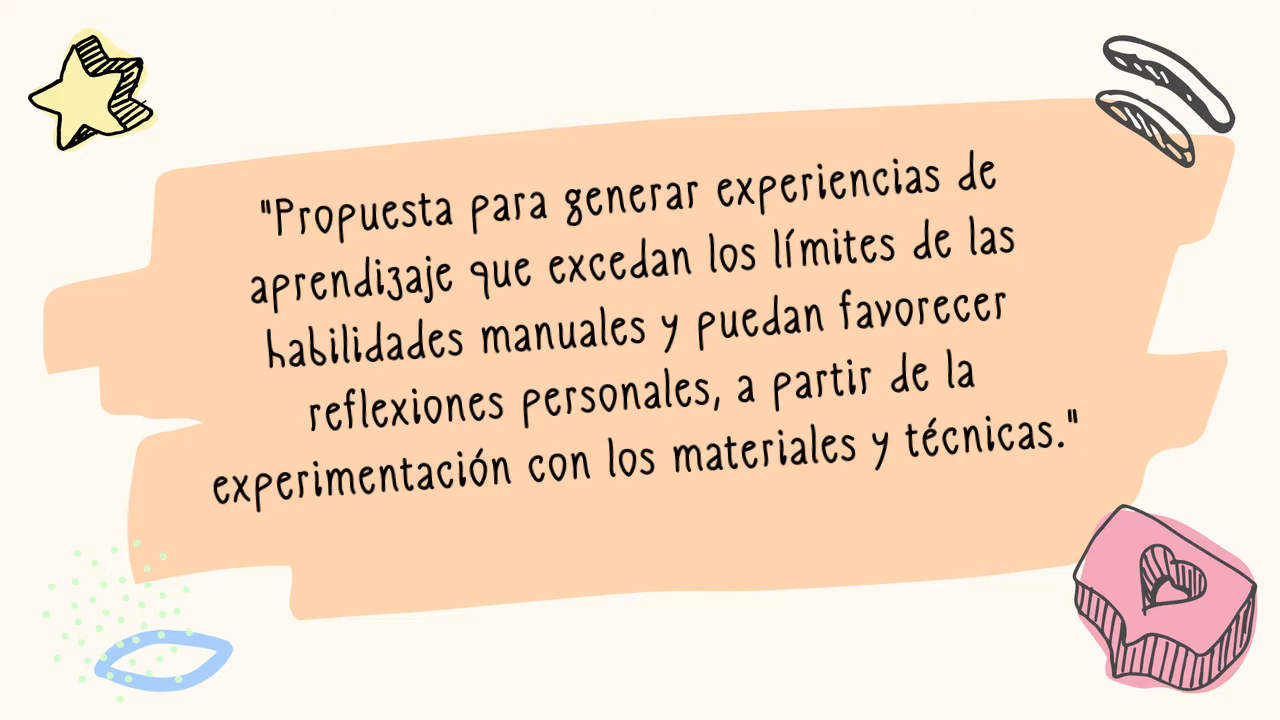 "Propuesta para generar experiencias de
aprendizaje que excedan los límites de las
habilidades manuales y puedan favorecer
reflexiones personales, a partir de la
experimentación con los materiales y técnicas."